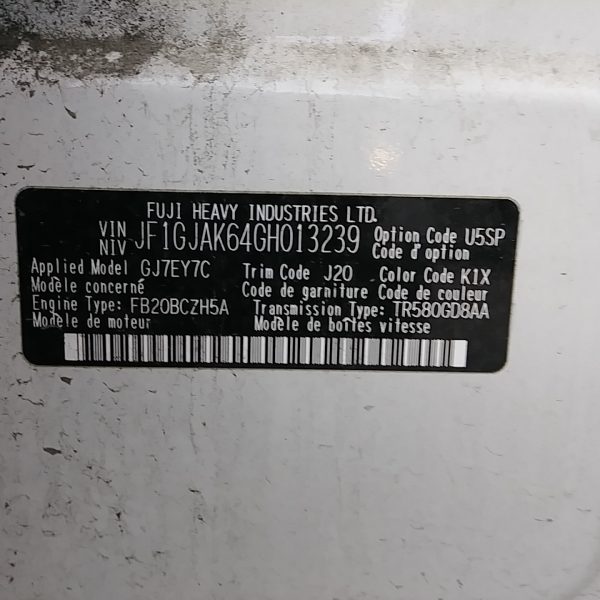 FUJI HEAVY INDUSTRIES LTD.
VIN NIV JF1GJAK64GH013239 Option Code U5SP
Code d'option
Applied Model GJ7EY7C Trim Code J20 Color Code K1X
Modèle concerné Code de garniture Code de couleur
Engine Type: FB20BCZH5A Transmission Type: TR580GD8AA
Modèle de moteur Modèle de boîtes vitesse